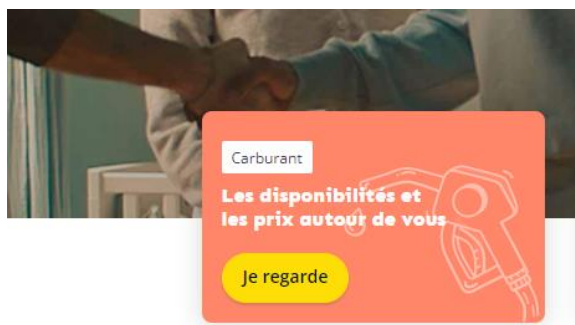 Carburant
Les disponibilités et
les prix autour de vous
Je regarde